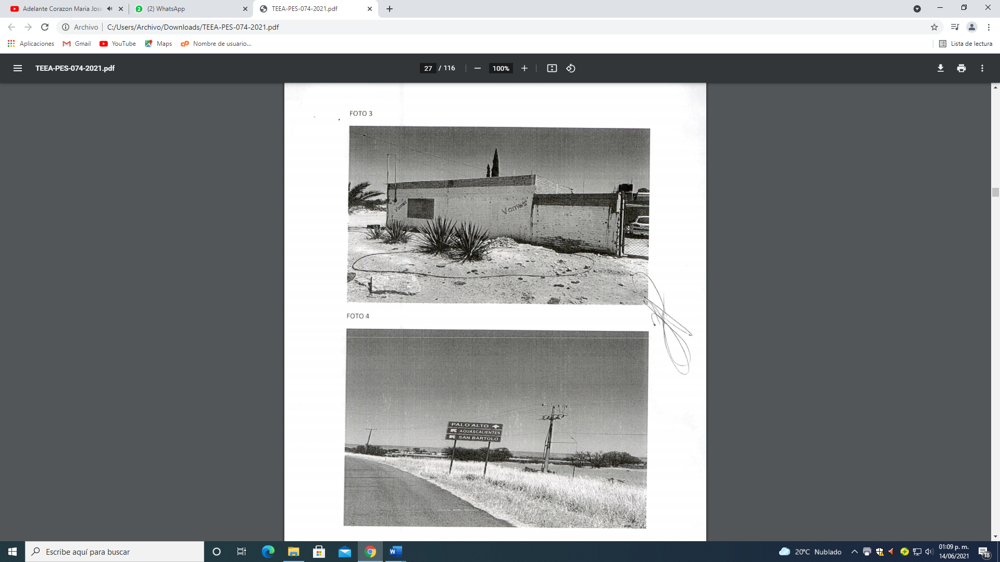 Adelante Corazon Maria Jose
(2) WhatsApp
TEEA-PES-074-2021.pdf
Archivo
C:/Users/Archivo/Downloads/TEEA-PES-074-2021.pdf
Aplicaciones
Gmail
YouTube
Maps
Nombre de usuario...
Lista de lectura
TEEA-PES-074-2021.pdf
27 / 116
100%
FOTO 3
Vamos
Vamos
FOTO 4
PALO ALTO
AGUASCALIENTES
SAN BARTOLO
Escribe aquí para buscar
20°C Nublado
01:09 p. m.
14/06/2021
18